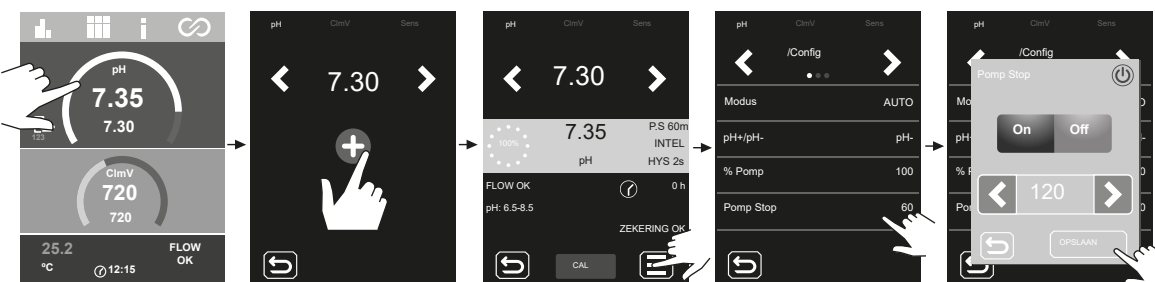 pH
7.35
7.30
123
ClmV
720
720
25.2
ºC
12:15
FLOW
OK
pH ClmV Sens
7.30
pH ClmV Sens
7.30
100%
7.35
pH
P.S 60m
INTEL
HYS 2s
FLOW OK
0 h
pH: 6.5-8.5
ZEKERING OK
CAL
pH ClmV Sens
/Config
Modus AUTO
pH+/pH- pH-
% Pomp 100
Pomp Stop 60
pH ClmV Sens
/Config
Pomp Stop
On Off
120
OPSLAAN